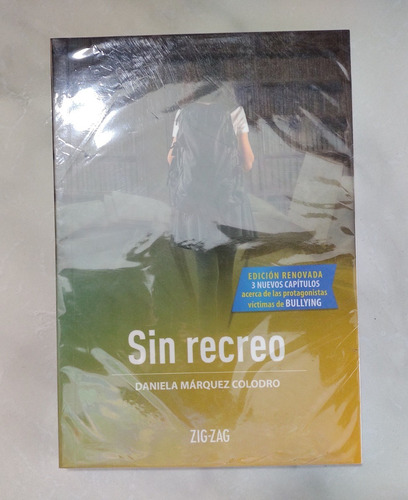 EDICIÓN RENOVADA
3 NUEVOS CAPÍTULOS
acerca de las protagonistas
víctimas de BULLYING
Sin recreo
DANIELA MÁRQUEZ COLODRO
ZIG-ZAG